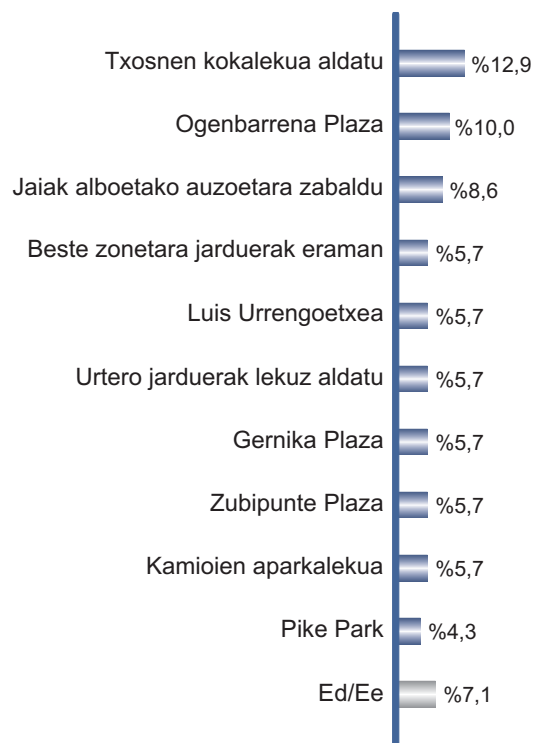 Txosnen kokalekua aldatu %12,9
Ogenbarrena Plaza %10,0
Jaiak alboetako auzoetara zabaldu %8,6
Beste zonetara jarduerak eraman %5,7
Luis Urrengoetxea %5,7
Urtero jarduerak lekuz aldatu %5,7
Gernika Plaza %5,7
Zubipunte Plaza %5,7
Kamioien aparkalekua %5,7
Pike Park %4,3
Ed/Ee %7,1